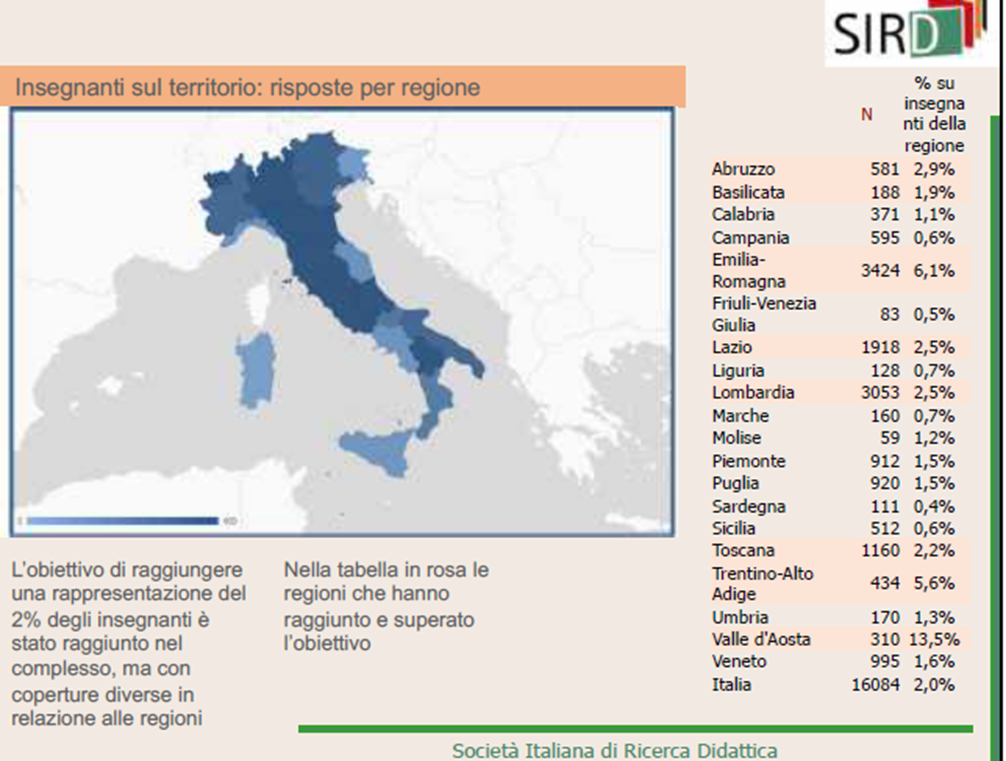 SIRD
Insegnanti sul territorio: risposte per regione
N
% su
insegna
nti della
regione
Abruzzo 581 2,9%
Basilicata 188 1,9%
Calabria 371 1,1%
Campania 595 0,6%
Emilia-
Romagna 3424 6,1%
Friuli-Venezia
Giulia 83 0,5%
Lazio 1918 2,5%
Liguria 128 0,7%
Lombardia 3053 2,5%
Marche 160 0,7%
Molise 59 1,2%
Piemonte 912 1,5%
Puglia 920 1,5%
Sardegna 111 0,4%
Sicilia 512 0,6%
Toscana 1160 2,2%
Trentino-Alto
Adige 434 5,6%
Umbria 170 1,3%
Valle d'Aosta 310 13,5%
Veneto 995 1,6%
Italia 16084 2,0%
L'obiettivo di raggiungere
una rappresentazione del
2% degli insegnanti è
stato raggiunto nel
complesso, ma con
coperture diverse in
relazione alle regioni
Nella tabella in rosa le
regioni che hanno
raggiunto e superato
l'obiettivo
Società Italiana di Ricerca Didattica